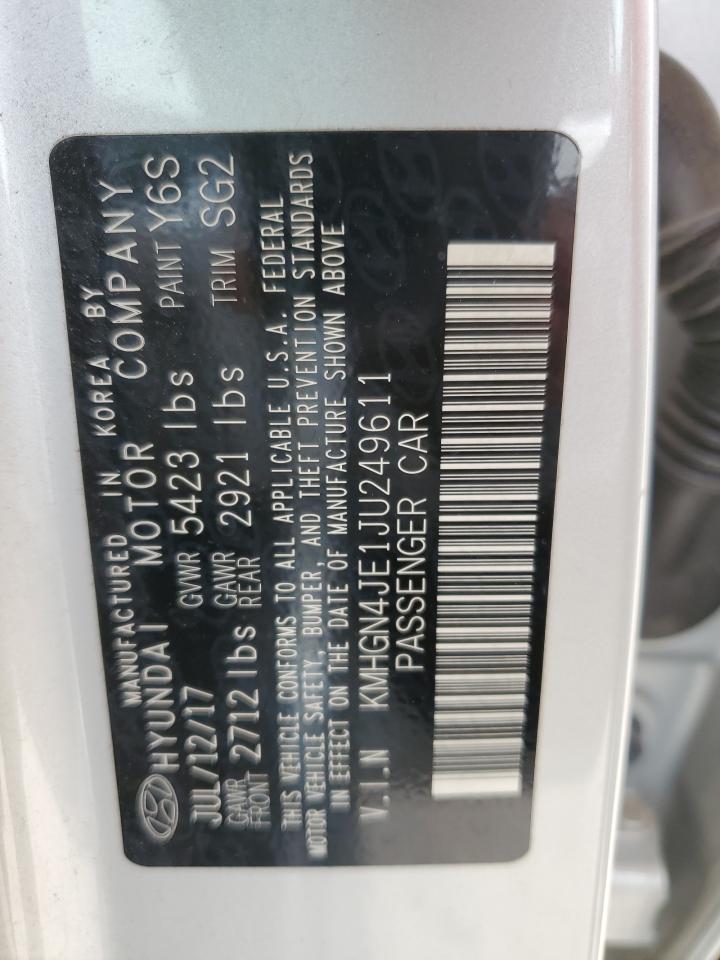 MANUFACTURED IN KOREA BY
HYUNDAI MOTOR COMPANY
JUL/12/17 GVWR 5423 lbs PAINT Y6S
GAWR FRONT 2712 lbs GAWR REAR 2921 lbs TRIM SG2
THIS VEHICLE CONFORMS TO ALL APPLICABLE U.S.A. FEDERAL
MOTOR VEHICLE SAFETY, BUMPER, AND THEFT PREVENTION STANDARDS
IN EFFECT ON THE DATE OF MANUFACTURE SHOWN ABOVE
V.I.N KMHGN4JE1JU249611
PASSENGER CAR